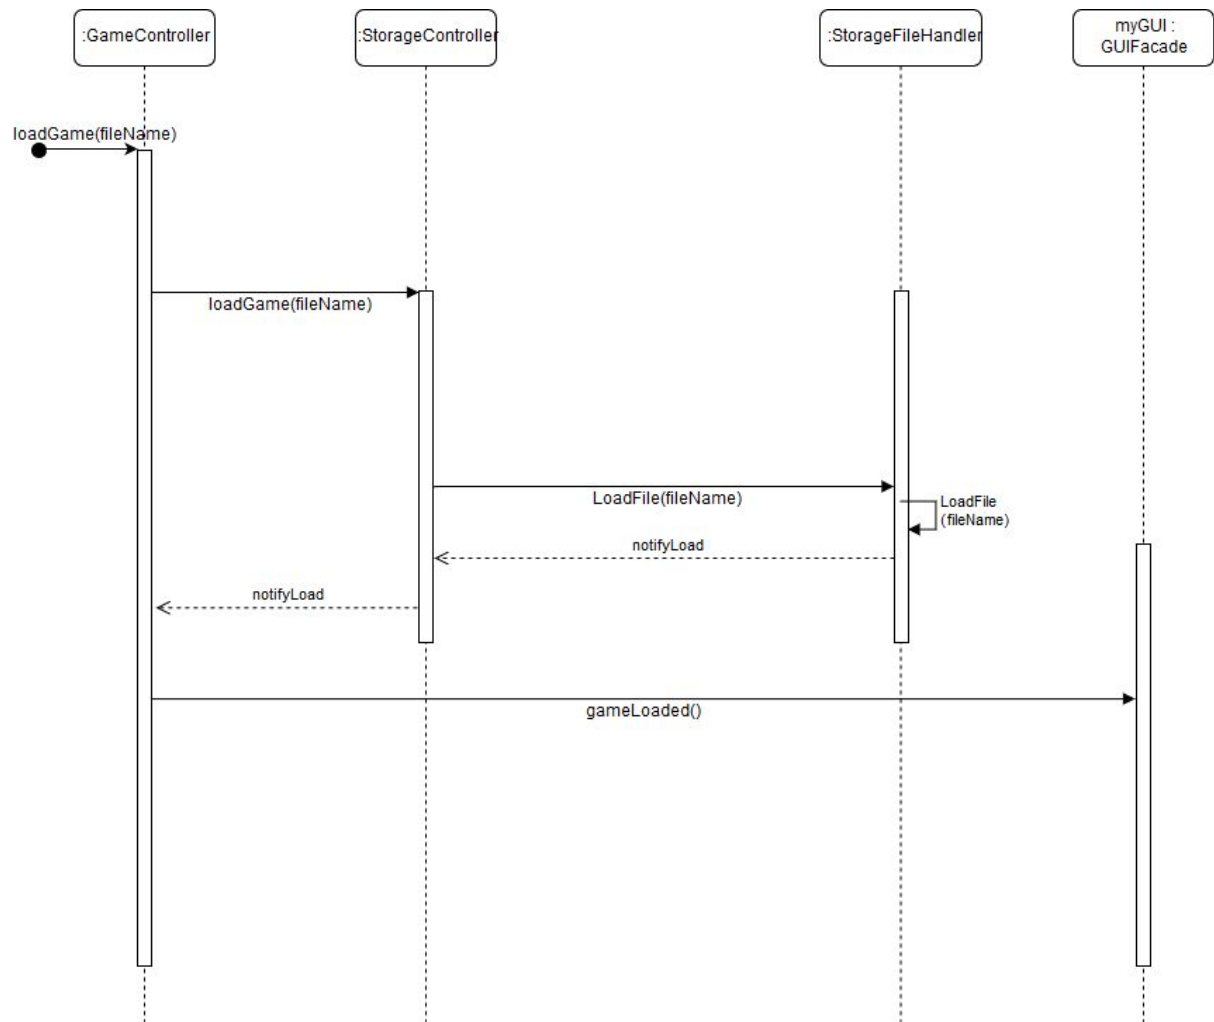 :GameController
:StorageController
:StorageFileHandler
myGUI :
GUIFacade
loadGame(fileName)
loadGame(fileName)
LoadFile(fileName)
LoadFile
(fileName)
notifyLoad
notifyLoad
gameLoaded()